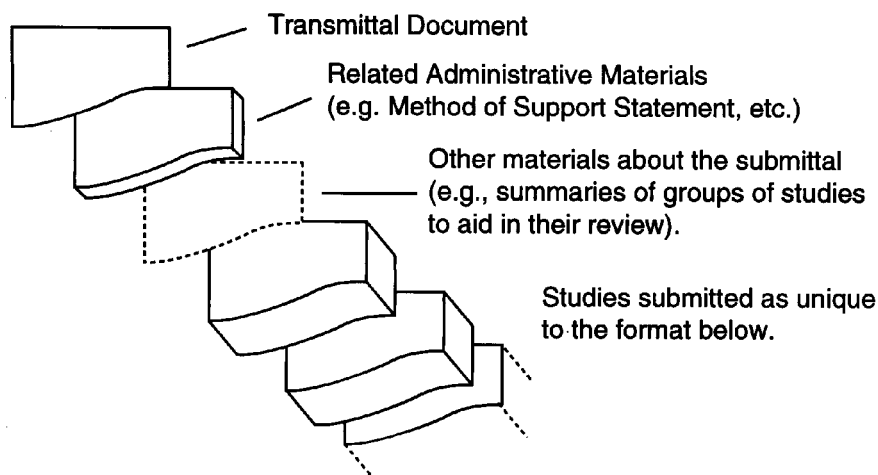 Transmittal Document
Related Administrative Materials
(e.g. Method of Support Statement, etc.)
Other materials about the submittal
(e.g., summaries of groups of studies
to aid in their review).
Studies submitted as unique
to the format below.